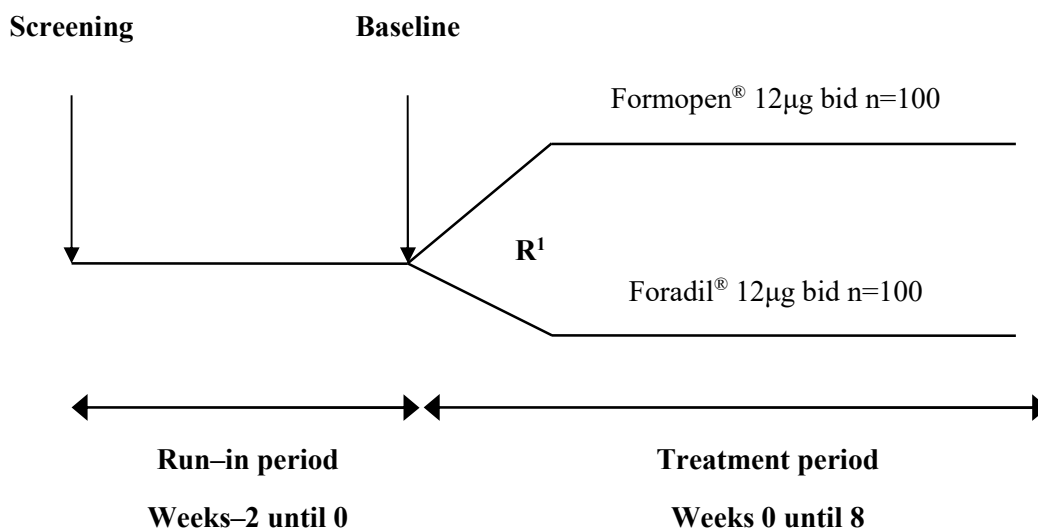 Screening
Baseline
Formopen® 12μg bid n=100
R¹
Foradil® 12μg bid n=100
Run–in period
Treatment period
Weeks–2 until 0
Weeks 0 until 8